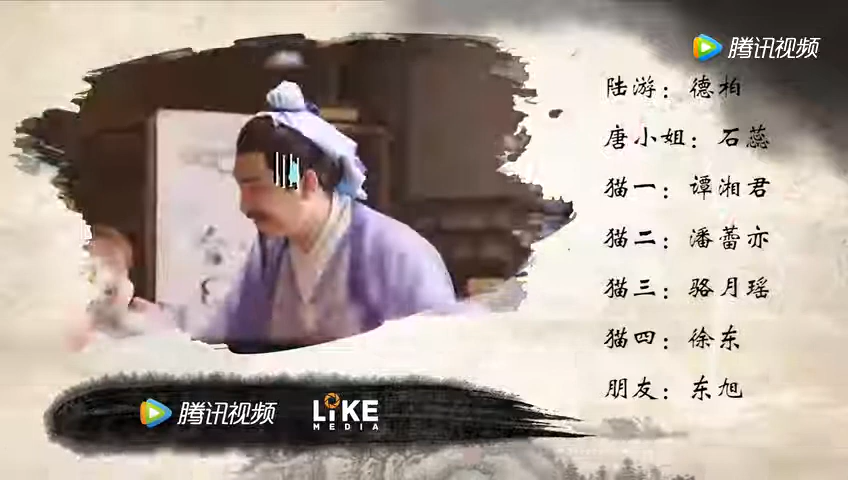 腾讯视频
陆游：德柏
唐小姐：石蕊
猫一：谭湘君
猫二：潘蕾亦
猫三：骆月瑶
猫四：徐东
朋友：东旭
腾讯视频
LIKE
MEDIA